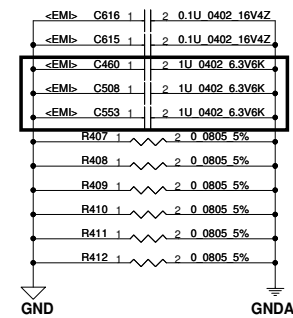 <EMI> C616 1 2 0.1U_0402_16V4Z
<EMI> C615 1 2 0.1U_0402_16V4Z
<EMI> C460 1 2 1U_0402_6.3V6K
<EMI> C508 1 2 1U_0402_6.3V6K
<EMI> C553 1 2 1U_0402_6.3V6K
R407 1 2 0_0805_5%
R408 1 2 0_0805_5%
R409 1 2 0_0805_5%
R410 1 2 0_0805_5%
R411 1 2 0_0805_5%
R412 1 2 0_0805_5%
GND GNDA